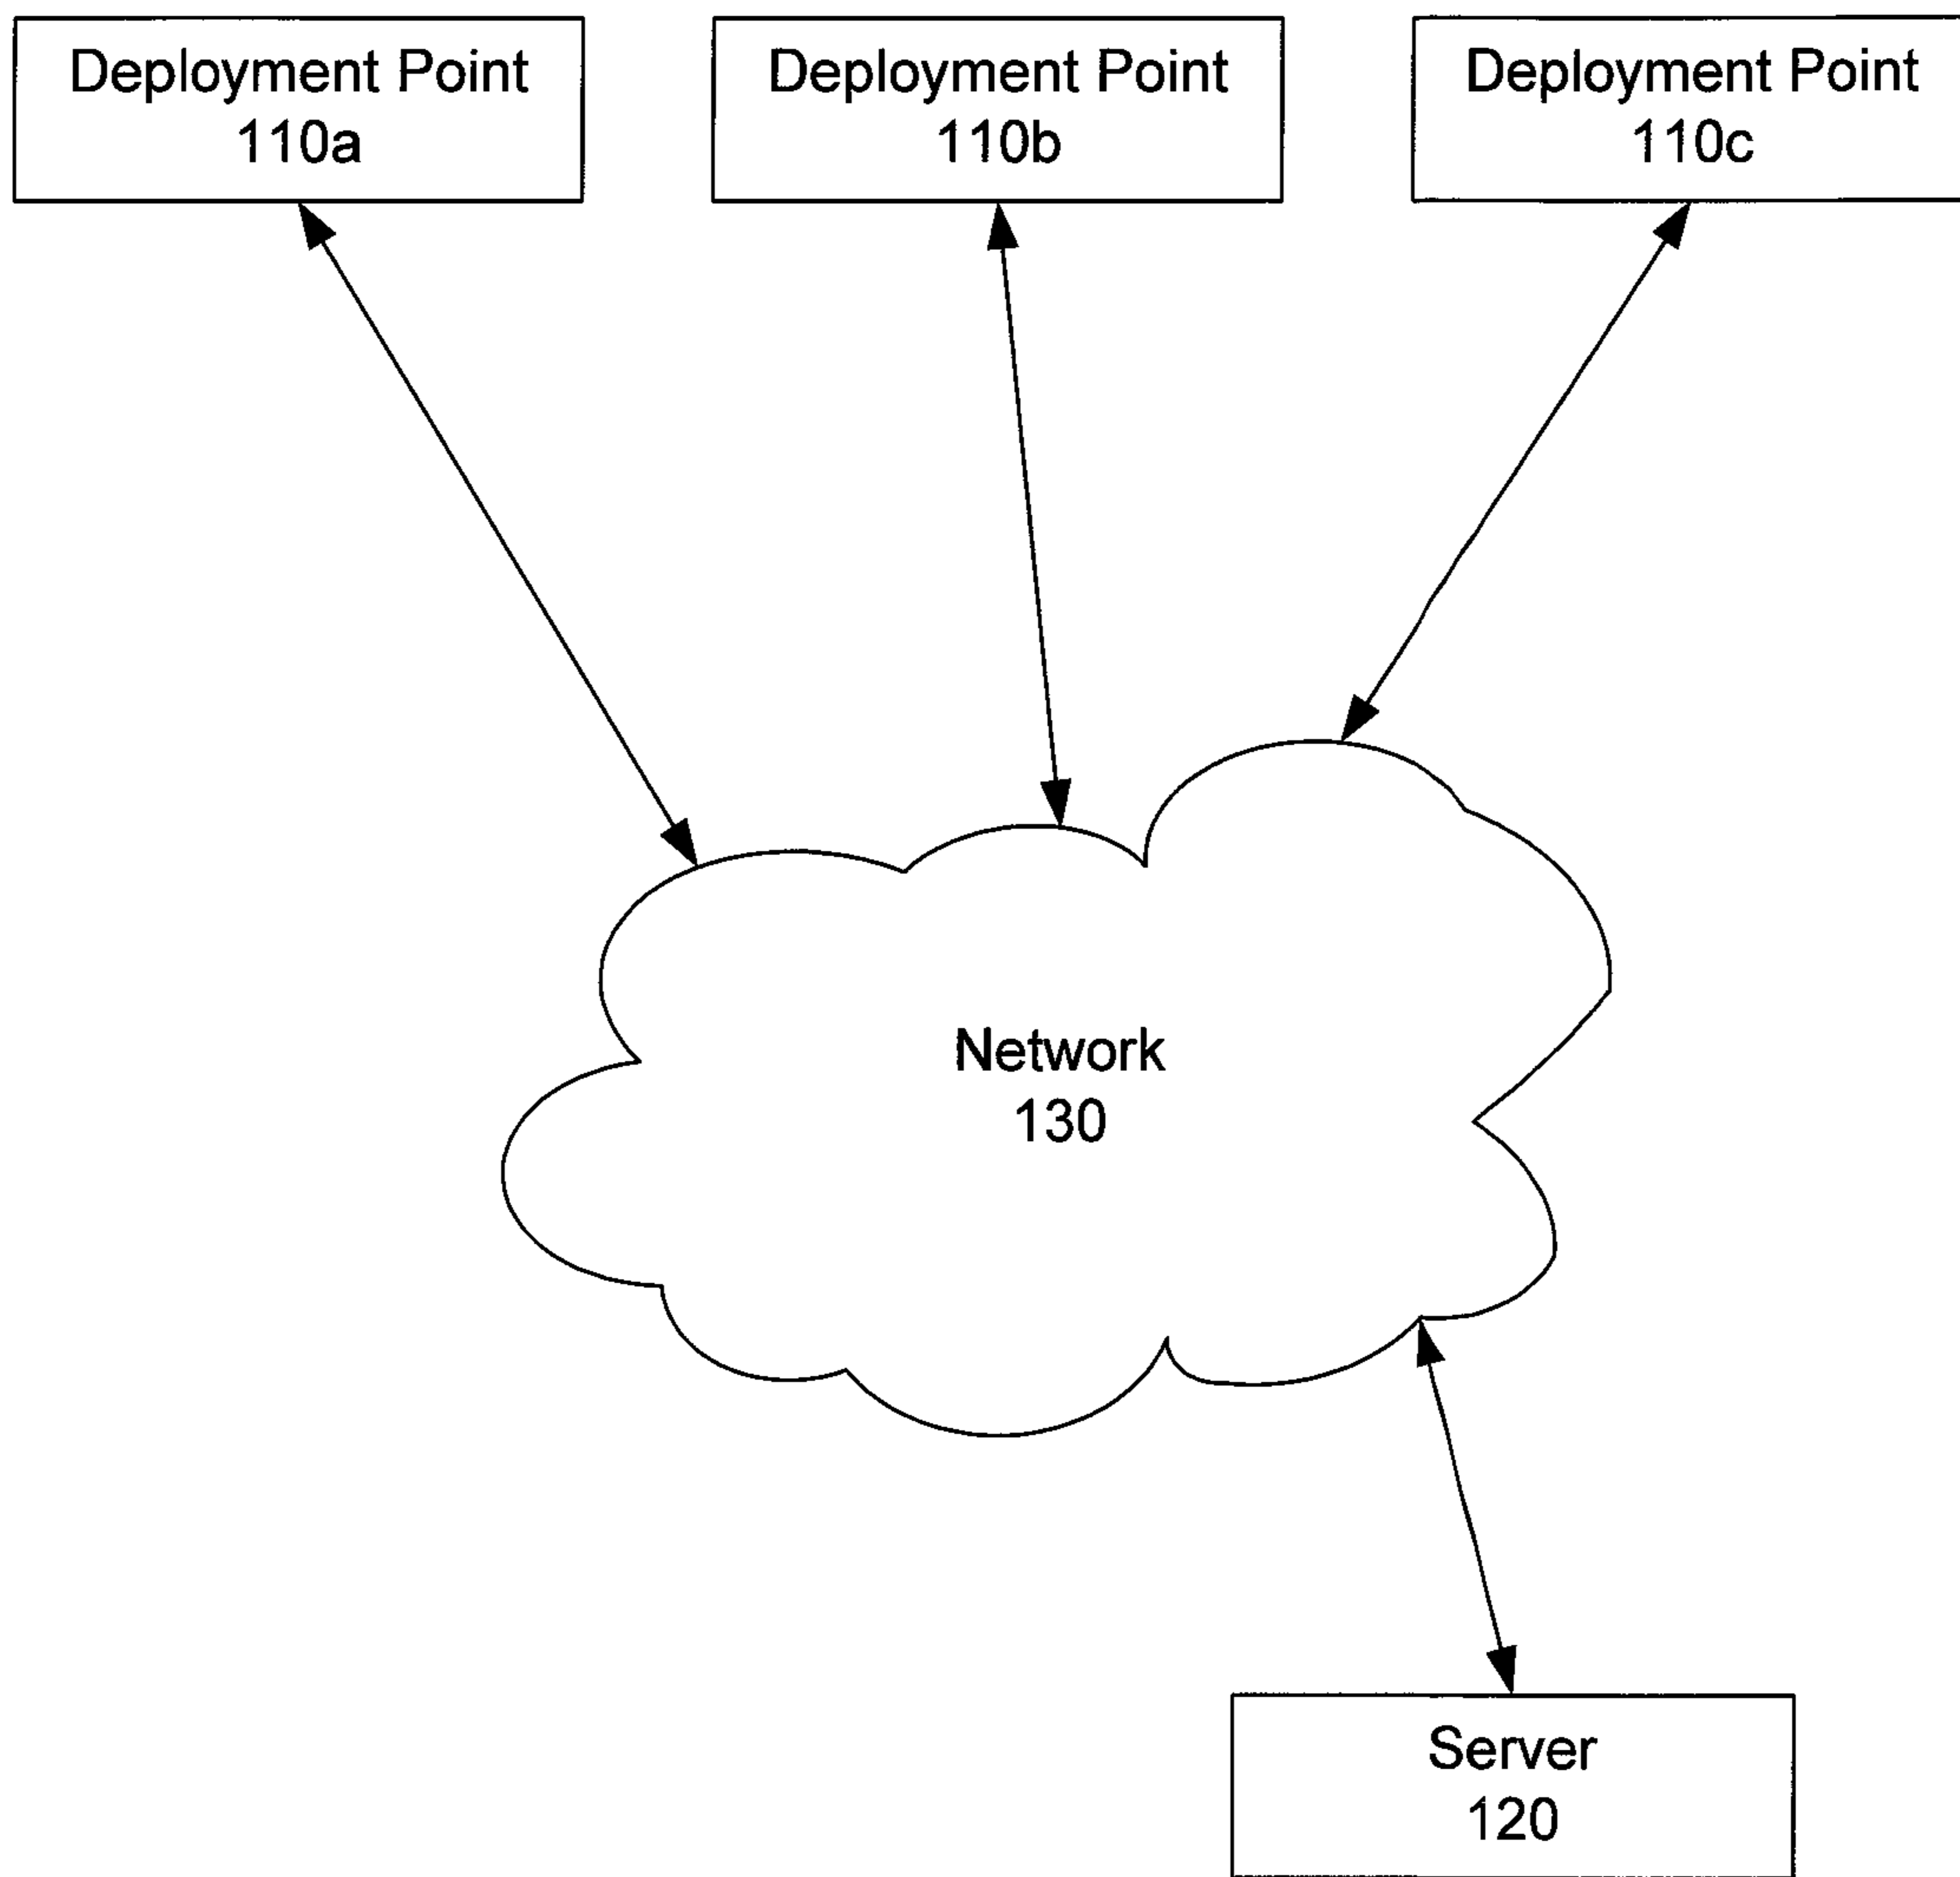 Deployment Point
110a
Deployment Point
110b
Deployment Point
110c
Network
130
Server
120